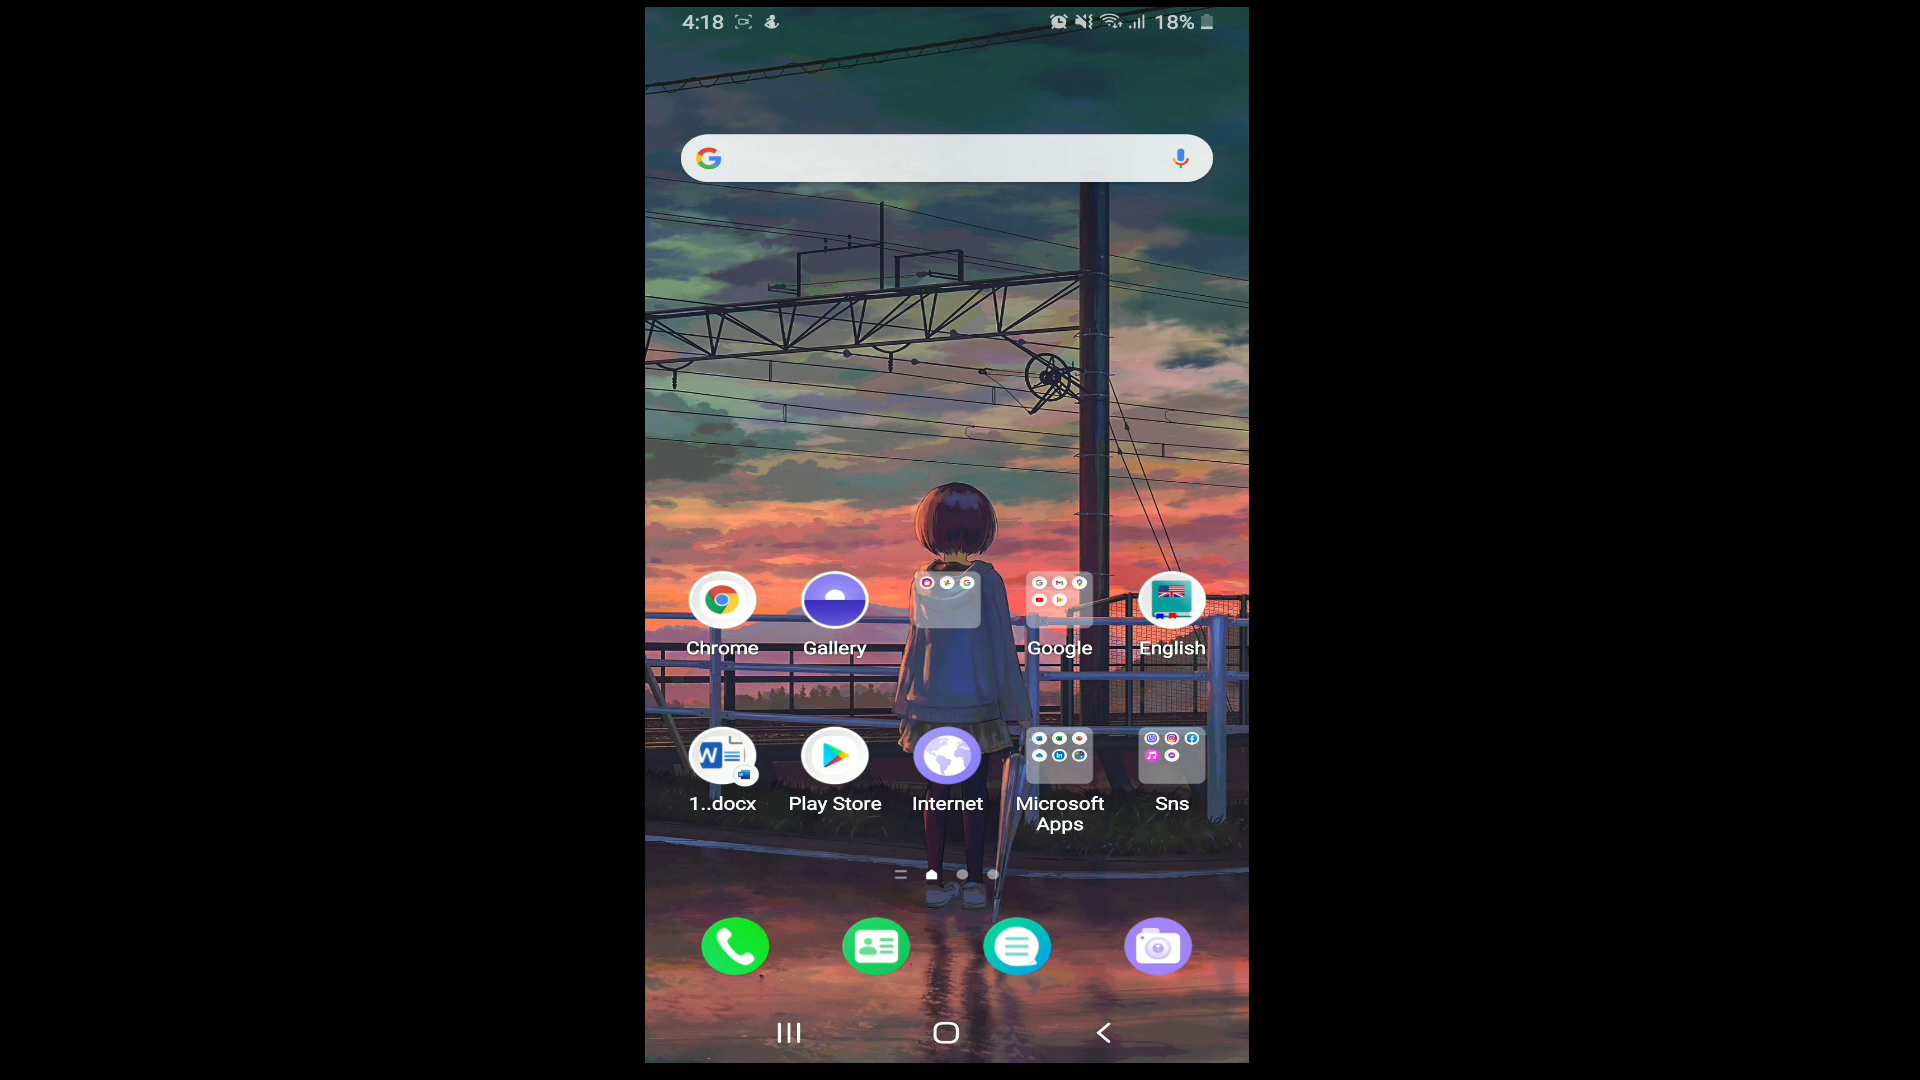 4:18 18%
Chrome Gallery Google English
1..docx Play Store Internet Microsoft Apps Sns